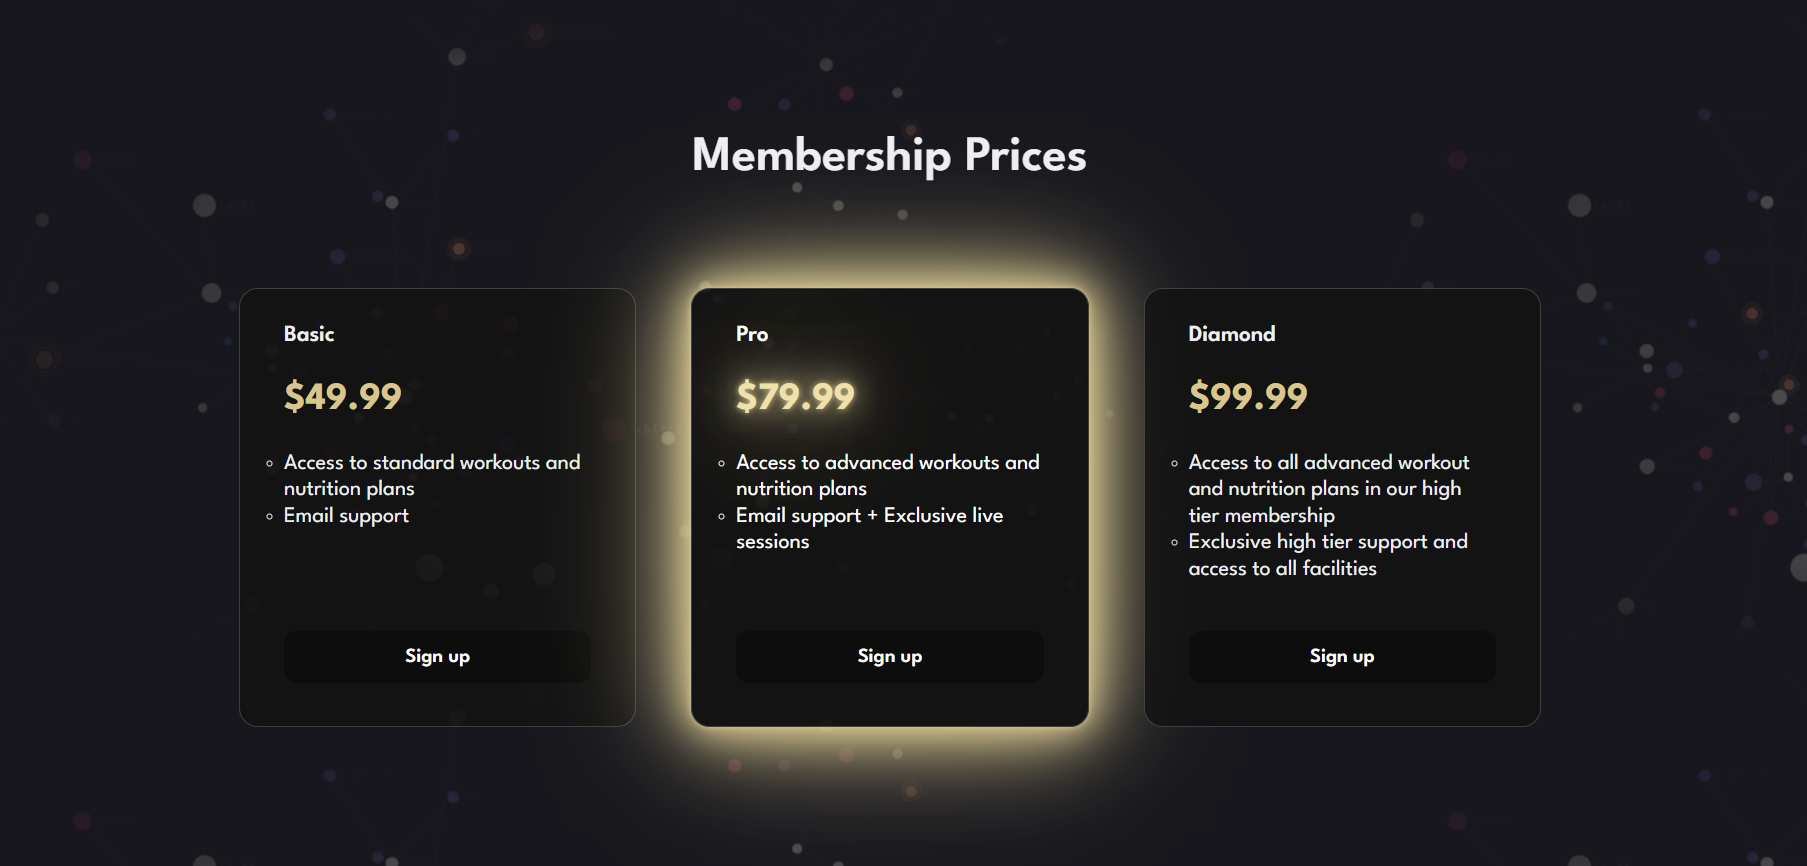 Membership Prices
Basic
$49.99
Access to standard workouts and
nutrition plans
Email support
Sign up
Pro
$79.99
Access to advanced workouts and
nutrition plans
Email support + Exclusive live
sessions
Sign up
Diamond
$99.99
Access to all advanced workout
and nutrition plans in our high
tier membership
Exclusive high tier support and
access to all facilities
Sign up